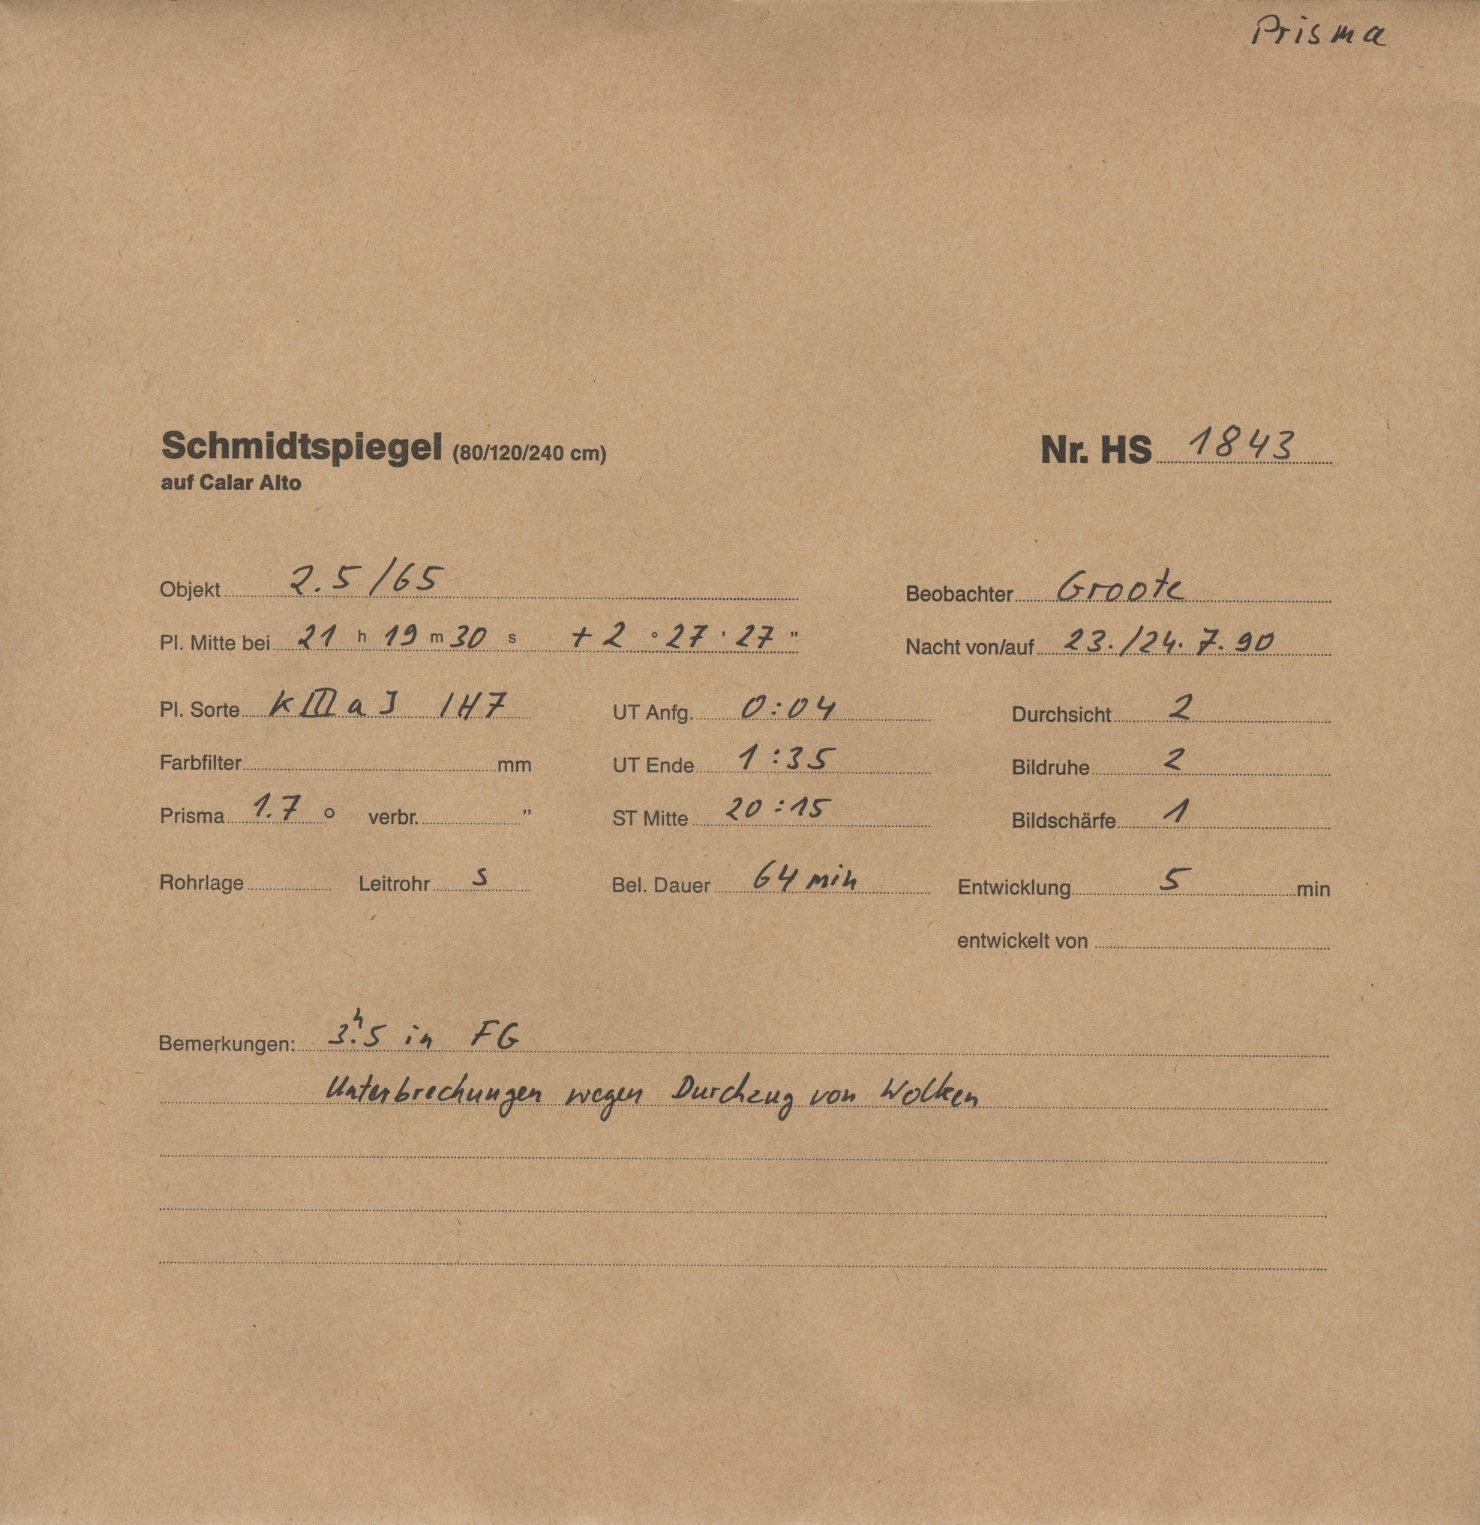 Prisma
Schmidtspiegel (80/120/240 cm) Nr. HS 1843
auf Calar Alto
Objekt 2.5/65 Beobachter Groote
Pl. Mitte bei 21 h 19 m 30 s + 2 ° 27 ' 27 " Nacht von/auf 23./24. 7. 90
Pl. Sorte K III a J 1H7 UT Anfg. 0:04 Durchsicht 2
Farbfilter mm UT Ende 1:35 Bildruhe 2
Prisma 1.7 ° verbr. " ST Mitte 20:15 Bildschärfe 1
Rohrlage Leitrohr S Bel. Dauer 64 min Entwicklung 5 min
entwickelt von
Bemerkungen: 3.ʰ5 in FG
Unterbrechungen wegen Durchzug von Wolken